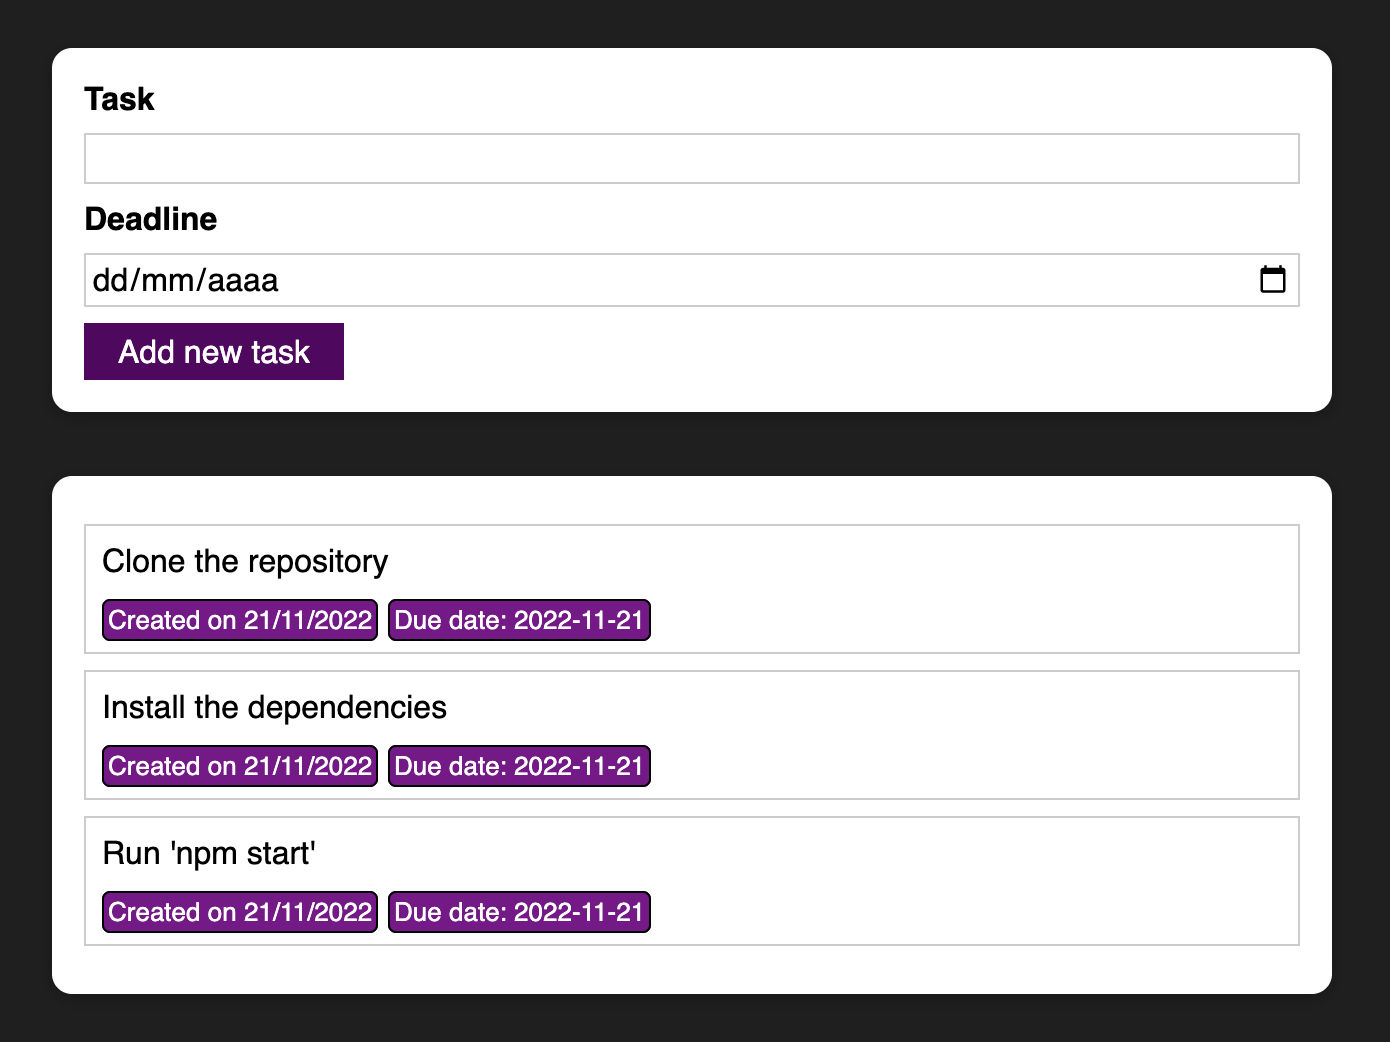 Task
Deadline
dd/mm/aaaa
Add new task
Clone the repository
Created on 21/11/2022 Due date: 2022-11-21
Install the dependencies
Created on 21/11/2022 Due date: 2022-11-21
Run 'npm start'
Created on 21/11/2022 Due date: 2022-11-21